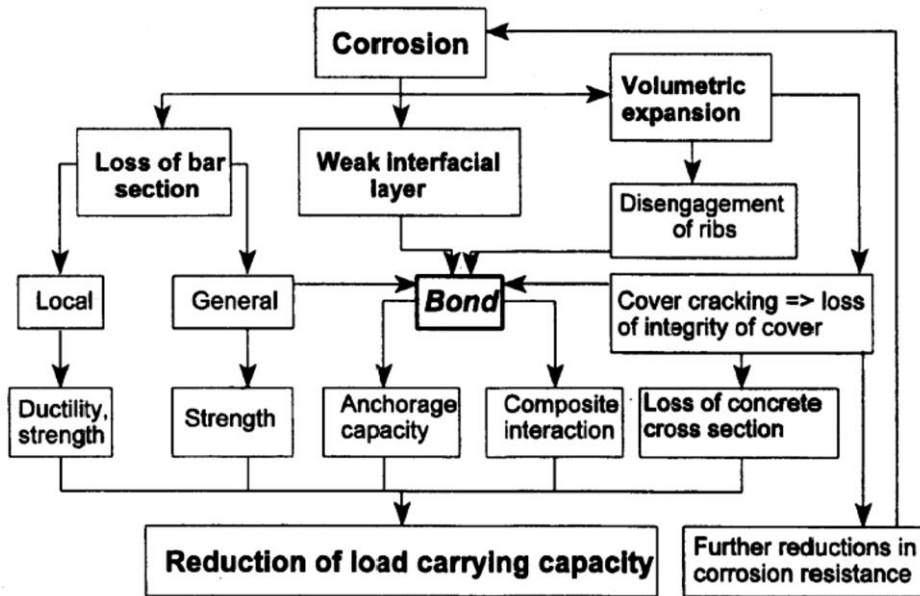 Corrosion
Volumetric
expansion
Loss of bar
section
Weak interfacial
layer
Disengagement
of ribs
Local
General
Bond
Cover cracking => loss
of integrity of cover
Ductility,
strength
Strength
Anchorage
capacity
Composite
interaction
Loss of concrete
cross section
Reduction of load carrying capacity
Further reductions in
corrosion resistance